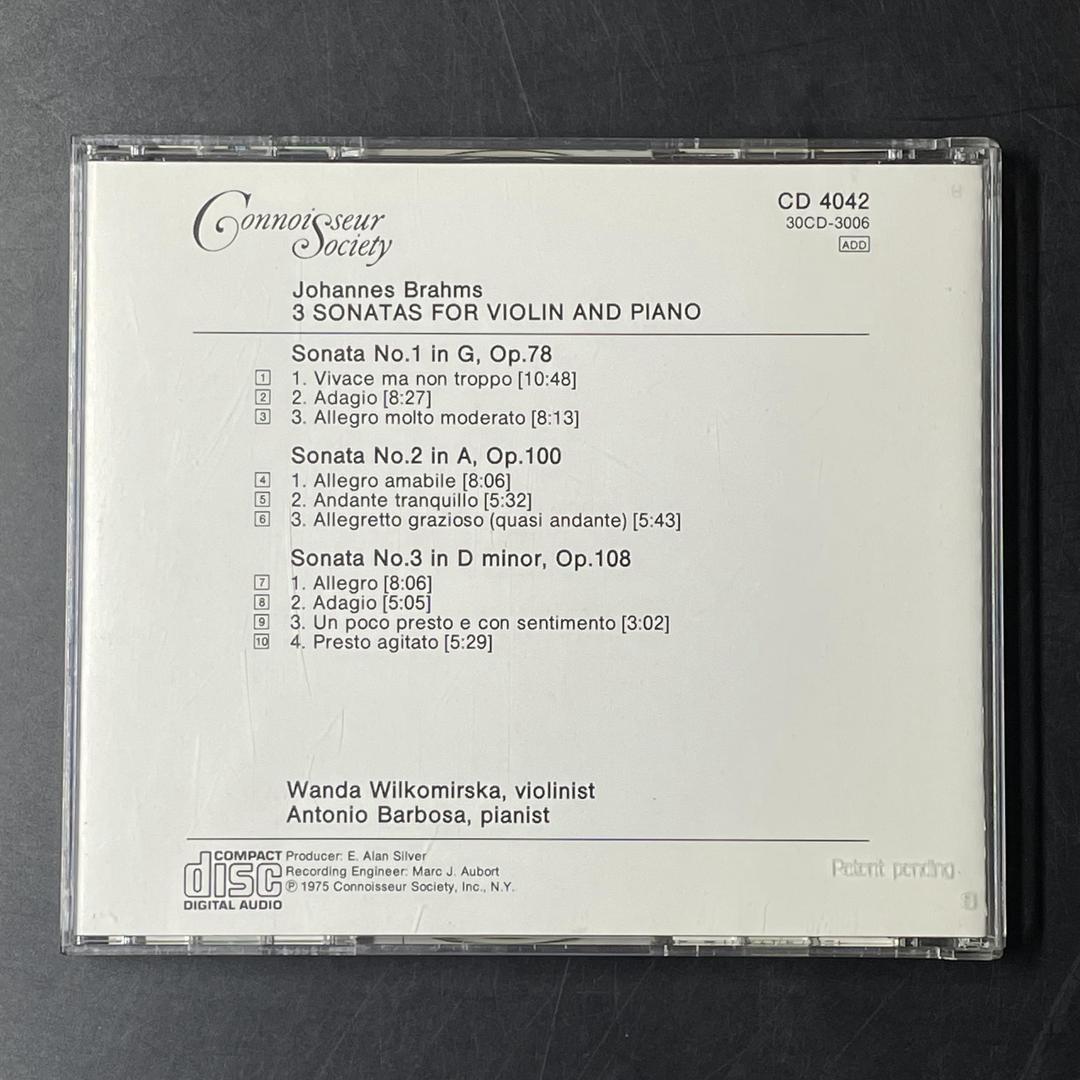 Connoisseur
Society
CD 4042
30CD-3006
ADD
Johannes Brahms
3 SONATAS FOR VIOLIN AND PIANO
Sonata No.1 in G, Op.78
1 1. Vivace ma non troppo [10:48]
2 2. Adagio [8:27]
3 3. Allegro molto moderato [8:13]
Sonata No.2 in A, Op.100
4 1. Allegro amabile [8:06]
5 2. Andante tranquillo [5:32]
6 3. Allegretto grazioso (quasi andante) [5:43]
Sonata No.3 in D minor, Op.108
7 1. Allegro [8:06]
8 2. Adagio [5:05]
9 3. Un poco presto e con sentimento [3:02]
10 4. Presto agitato [5:29]
Wanda Wilkomirska, violinist
Antonio Barbosa, pianist
COMPACT
disc
DIGITAL AUDIO
Producer: E. Alan Silver
Recording Engineer: Marc J. Aubort
℗ 1975 Connoisseur Society, Inc., N.Y.
Patent pending